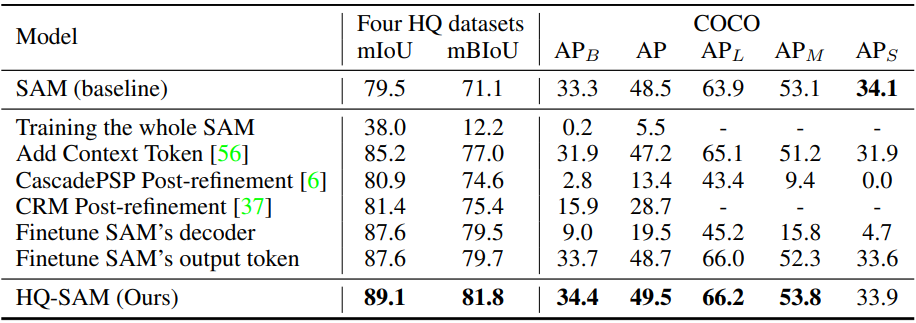 Model Four HQ datasets COCO
mIoU mBIoU AP_B AP AP_L AP_M AP_S
SAM (baseline) 79.5 71.1 33.3 48.5 63.9 53.1 34.1
Training the whole SAM 38.0 12.2 0.2 5.5 - - -
Add Context Token [56] 85.2 77.0 31.9 47.2 65.1 51.2 31.9
CascadePSP Post-refinement [6] 80.9 74.6 2.8 13.4 43.4 9.4 0.0
CRM Post-refinement [37] 81.4 75.4 15.9 28.7 - - -
Finetune SAM's decoder 87.6 79.5 9.0 19.5 45.2 15.8 4.7
Finetune SAM's output token 87.6 79.7 33.7 48.7 66.0 52.3 33.6
HQ-SAM (Ours) 89.1 81.8 34.4 49.5 66.2 53.8 33.9